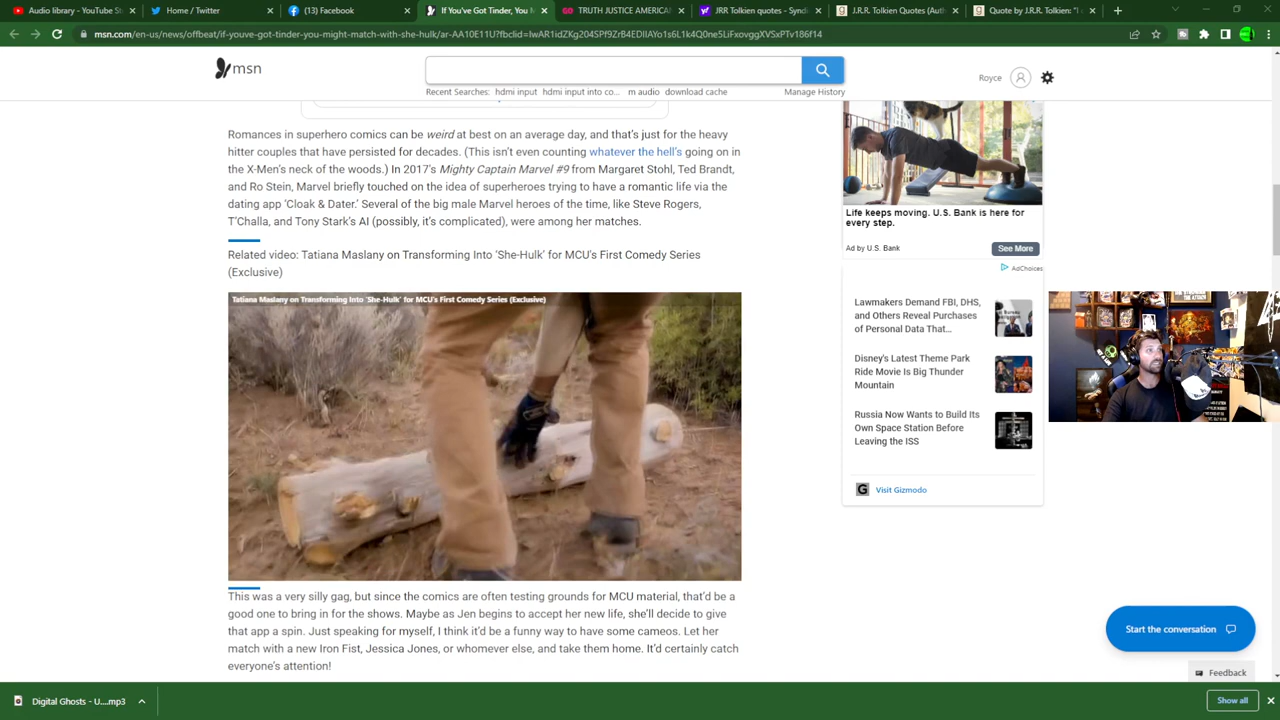 Audio library - YouTube St
Home / Twitter
(13) Facebook
If You've Got Tinder, You M
TRUTH JUSTICE AMERICAN
JRR Tolkien quotes - Syndi
J.R.R. Tolkien Quotes (Auth
Quote by J.R.R. Tolkien: "I
msn.com/en-us/news/offbeat/if-youve-got-tinder-you-might-match-with-she-hulk/ar-AA10E11U?fbclid=IwAR1idZKg204SPf9ZrB4EDIIAYo1s6L1k4Q0ne5LiFxovggXVSxPTv186f14
msn
Royce
Recent Searches: hdmi input hdmi input into co... m audio download cache
Manage History
Romances in superhero comics can be weird at best on an average day, and that's just for the heavy
hitter couples that have persisted for decades. (This isn't even counting whatever the hell's going on in
the X-Men's neck of the woods.) In 2017's Mighty Captain Marvel #9 from Margaret Stohl, Ted Brandt,
and Ro Stein, Marvel briefly touched on the idea of superheroes trying to have a romantic life via the
dating app 'Cloak & Dater.' Several of the big male Marvel heroes of the time, like Steve Rogers,
T'Challa, and Tony Stark's AI (possibly, it's complicated), were among her matches.
Related video: Tatiana Maslany on Transforming Into 'She-Hulk' for MCU's First Comedy Series
(Exclusive)
Tatiana Maslany on Transforming Into 'She-Hulk' for MCU's First Comedy Series (Exclusive)
This was a very silly gag, but since the comics are often testing grounds for MCU material, that'd be a
good one to bring in for the shows. Maybe as Jen begins to accept her new life, she'll decide to give
that app a spin. Just speaking for myself, I think it'd be a funny way to have some cameos. Let her
match with a new Iron Fist, Jessica Jones, or whomever else, and take them home. It'd certainly catch
everyone's attention!
Life keeps moving. U.S. Bank is here for
every step.
Ad by U.S. Bank
See More
AdChoices
Lawmakers Demand FBI, DHS,
and Others Reveal Purchases
of Personal Data That...
Disney's Latest Theme Park
Ride Movie Is Big Thunder
Mountain
Russia Now Wants to Build Its
Own Space Station Before
Leaving the ISS
G
Visit Gizmodo
Start the conversation
Feedback
Digital Ghosts - U....mp3
Show all